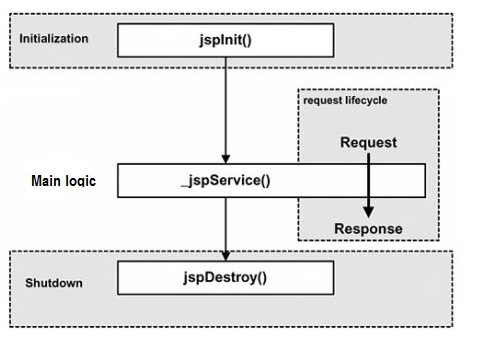 Initialization
jspInit()
request lifecycle
Request
Main logic
_jspService()
Response
Shutdown
jspDestroy()